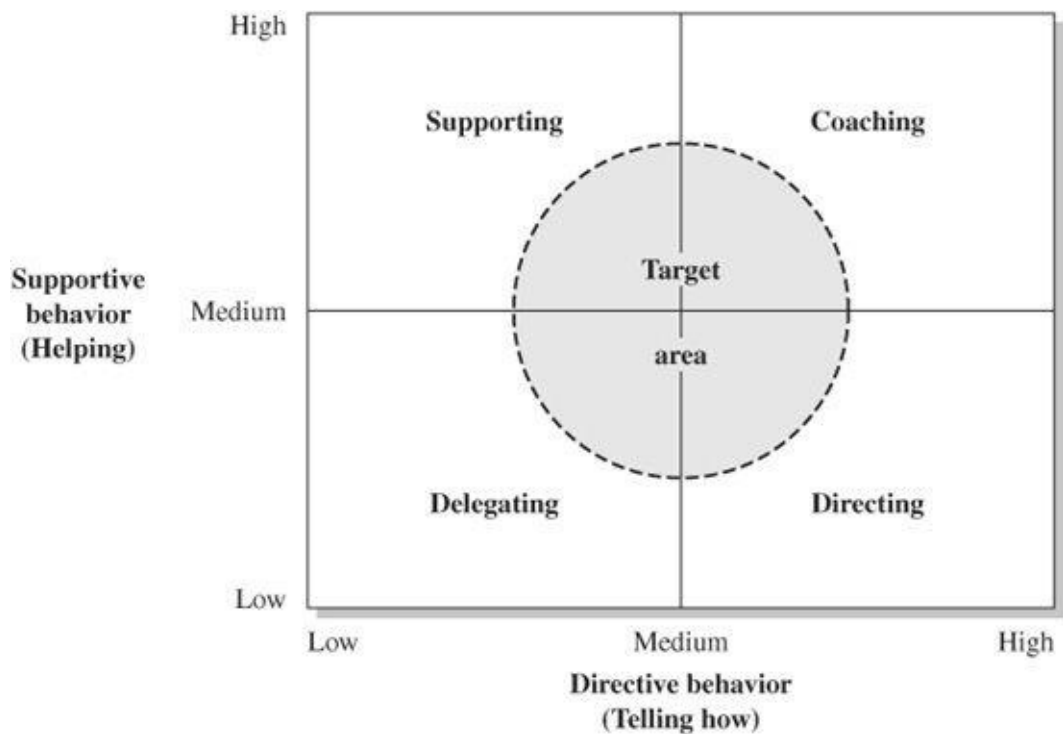 High
Supporting
Coaching
Target
Supportive
behavior
(Helping)
Medium
area
Delegating
Directing
Low
Low
Medium
High
Directive behavior
(Telling how)